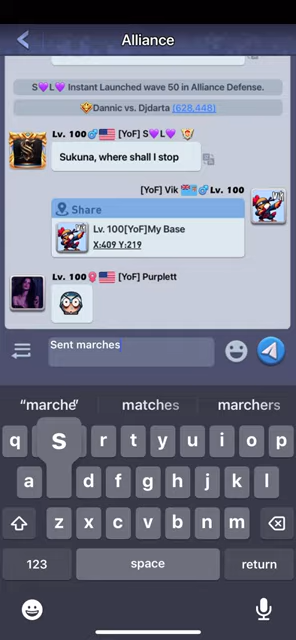 Alliance
S💜L💜 Instant Launched wave 50 in Alliance Defense.
Dannic vs. Djdarta (628,448)
Lv. 100 [YoF] S💜L💜
Sukuna, where shall I stop
[YoF] Vik Lv. 100
Share
Lv. 100[YoF]My Base
X:409 Y:219
Lv. 100 [YoF] Purplett
Sent marches
“marche” matches marchers
q S r t y u i o p
a d f g h j k l
z x c v b n m
123 space return